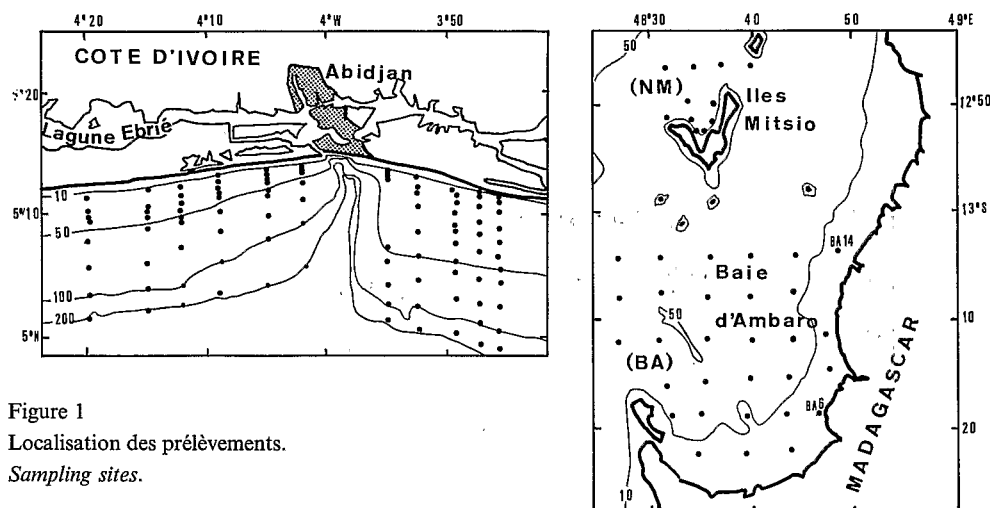 4°20 4°10 4°W 3°50
COTE D'IVOIRE
Abidjan
5°20
Lagune Ebrié
10
5°10
50
100
200
5°N
Figure 1
Localisation des prélèvements.
Sampling sites.
48°30 40 50 49°E
50
(NM)
Iles
Mitsio
12°50
13°S
BA14
Baie
d'Ambaro
50
10
(BA)
BA6
MADAGASCAR
20
10